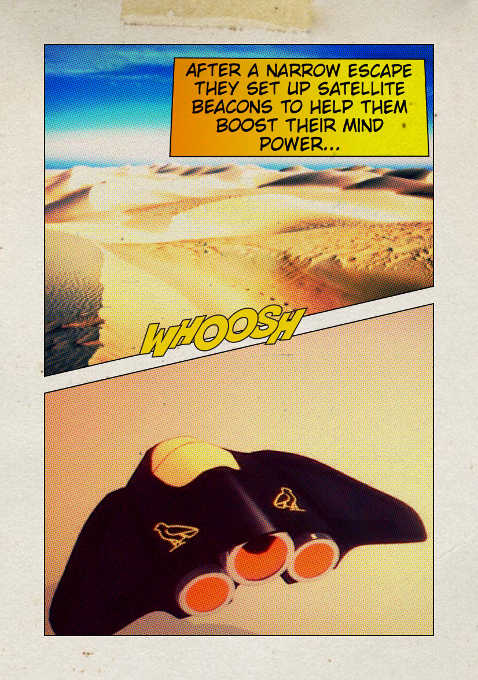 AFTER A NARROW ESCAPE
THEY SET UP SATELLITE
BEACONS TO HELP THEM
BOOST THEIR MIND
POWER...
WHOOSH